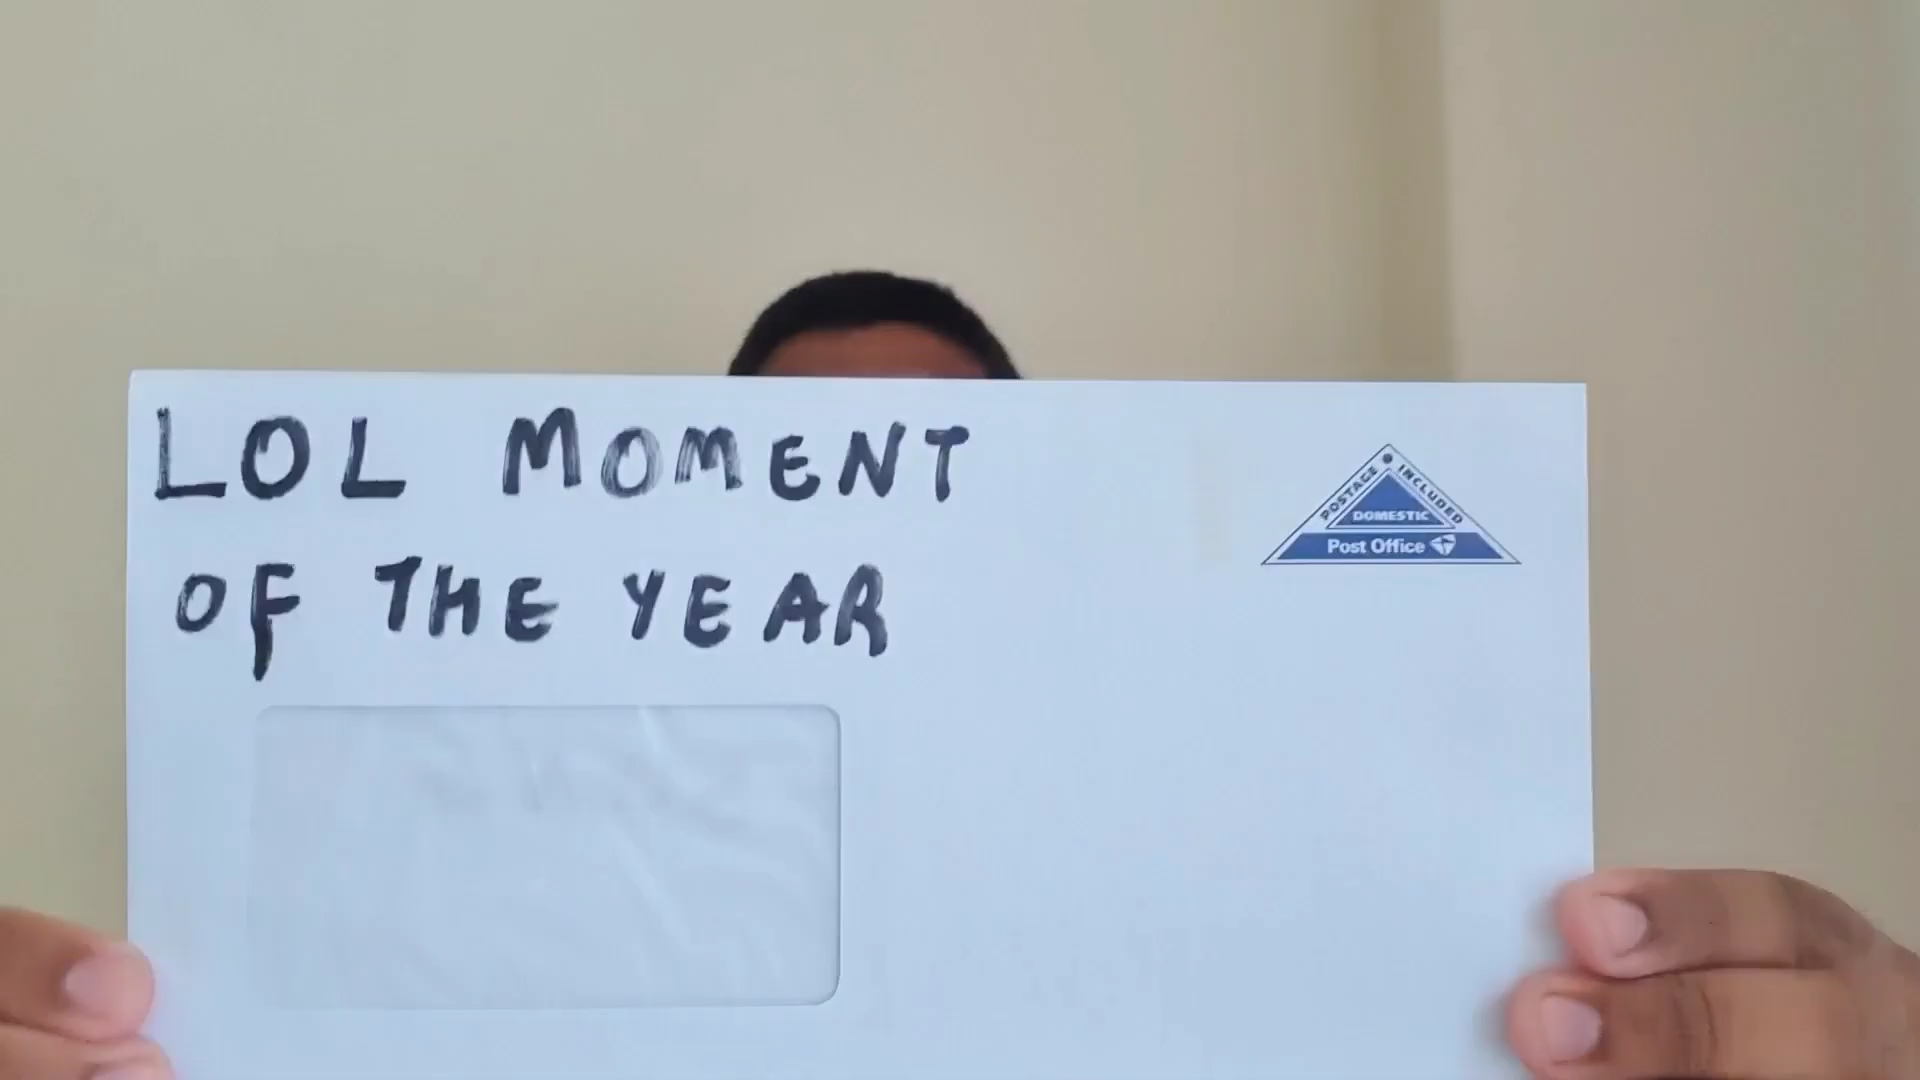 LOL MOMENT
OF THE YEAR
POSTAGE INCLUDED
DOMESTIC
Post Office